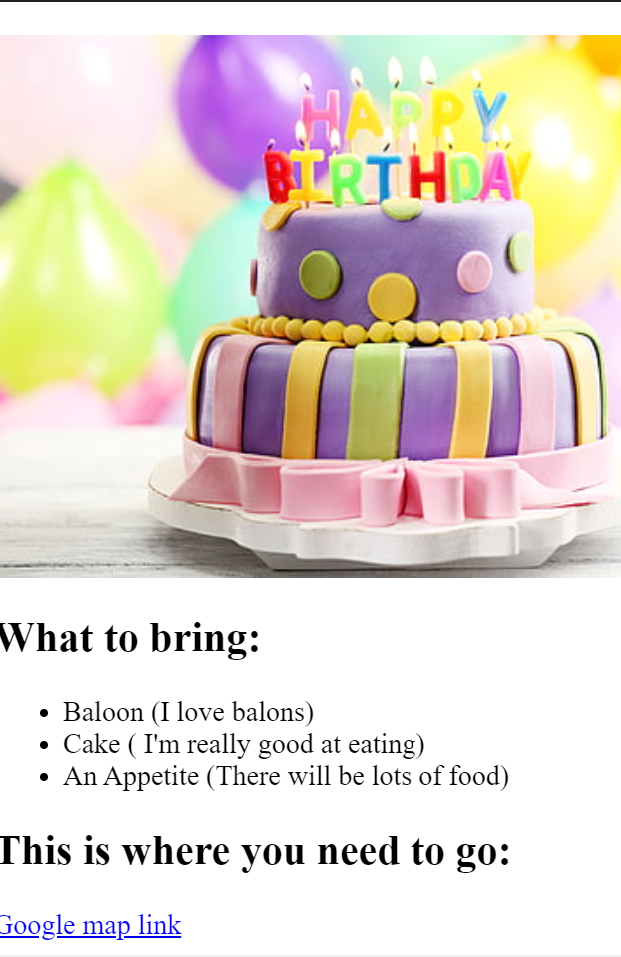 HAPPY
BIRTHDAY
What to bring:
Baloon (I love balons)
Cake ( I'm really good at eating)
An Appetite (There will be lots of food)
This is where you need to go:
Google map link